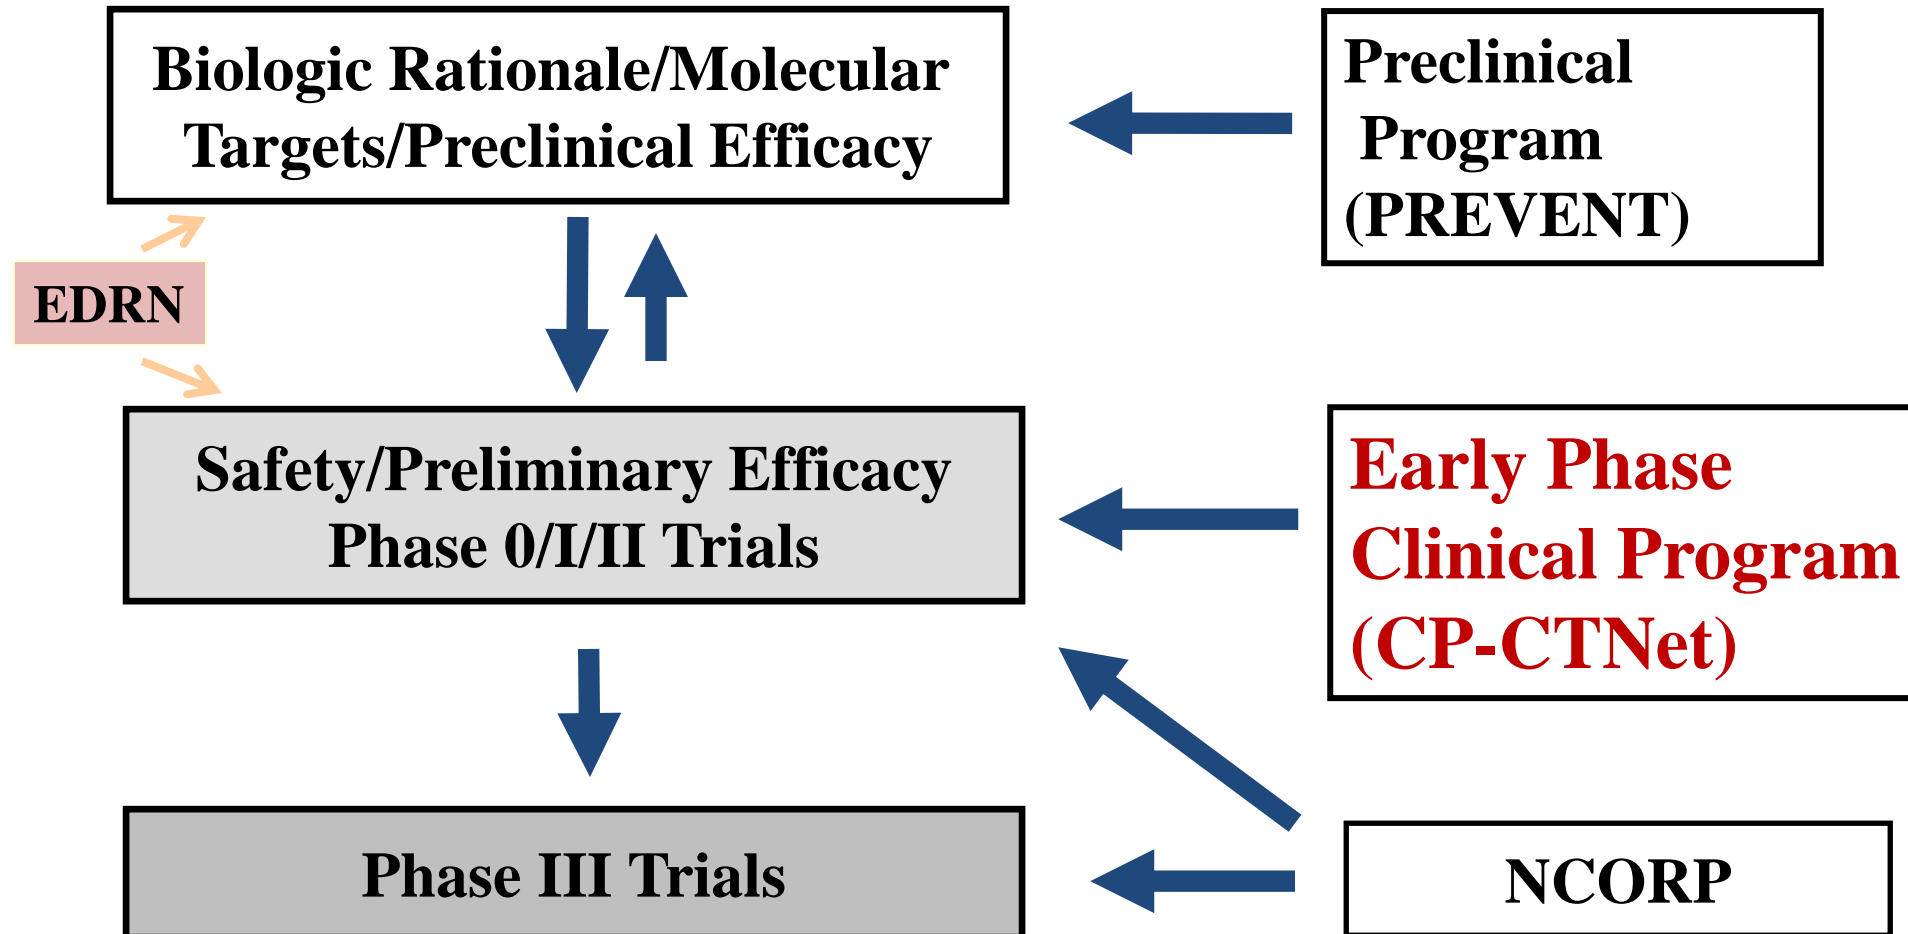 Biologic Rationale/Molecular
Targets/Preclinical Efficacy
Preclinical
Program
(PREVENT)
EDRN
Safety/Preliminary Efficacy
Phase 0/I/II Trials
Early Phase
Clinical Program
(CP-CTNet)
Phase III Trials
NCORP